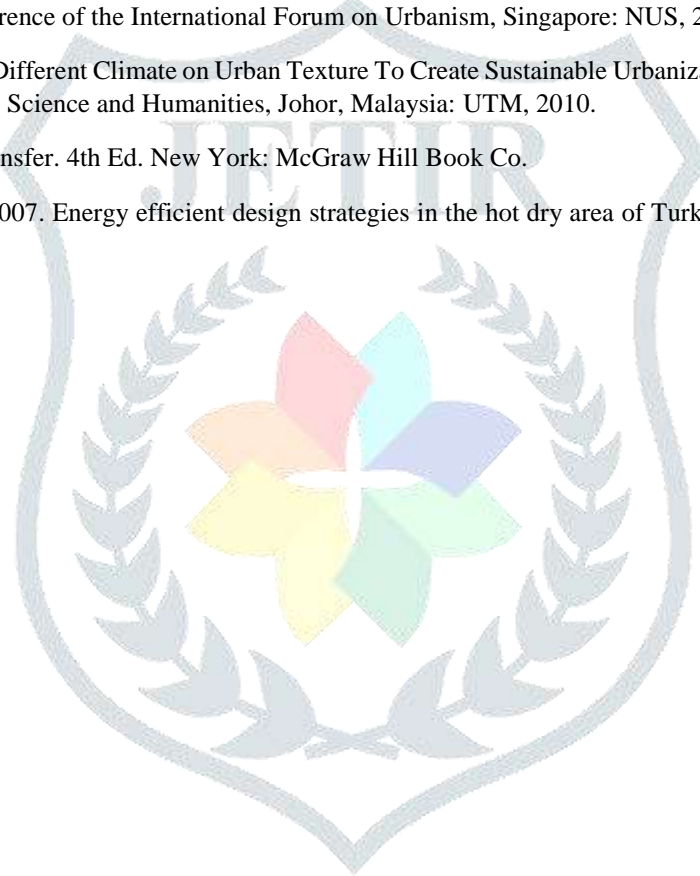 rence of the International Forum on Urbanism, Singapore: NUS, 2
Different Climate on Urban Texture To Create Sustainable Urbaniz
Science and Humanities, Johor, Malaysia: UTM, 2010.
nsfer. 4th Ed. New York: McGraw Hill Book Co.
007. Energy efficient design strategies in the hot dry area of Turk
JETIR